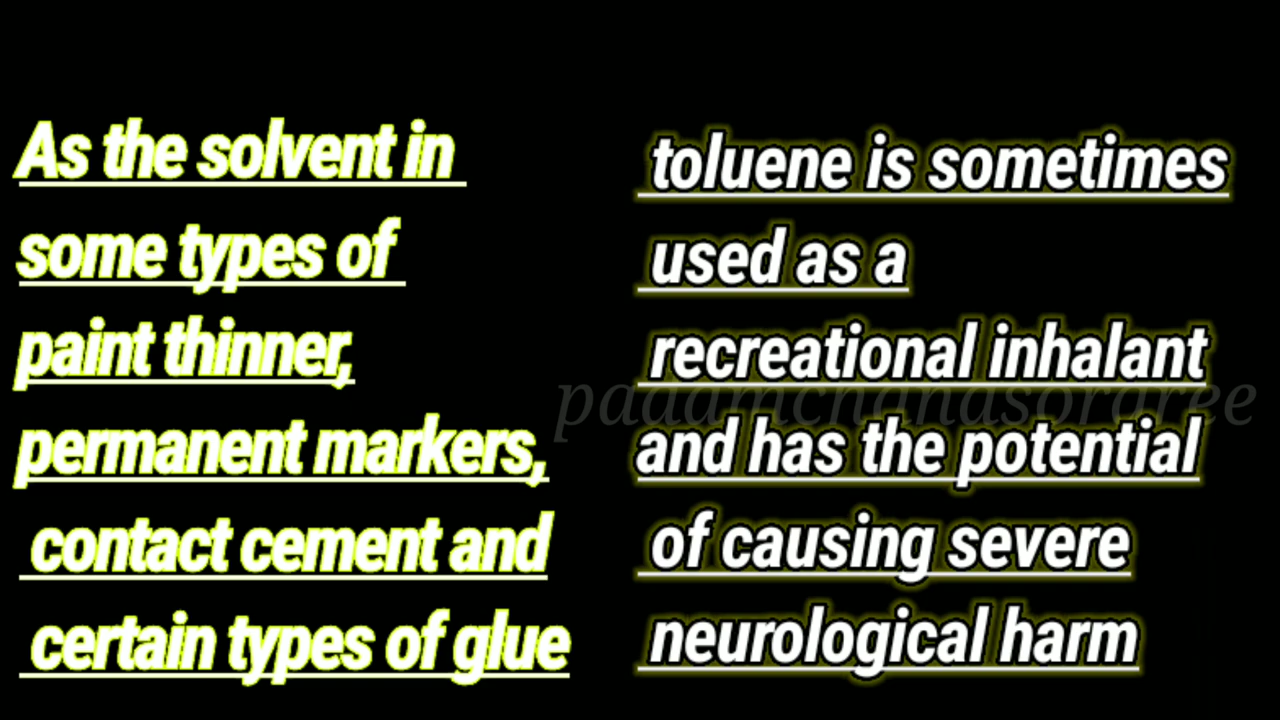 As the solvent in
some types of
paint thinner,
permanent markers,
contact cement and
certain types of glue
toluene is sometimes
used as a
recreational inhalant
and has the potential
of causing severe
neurological harm